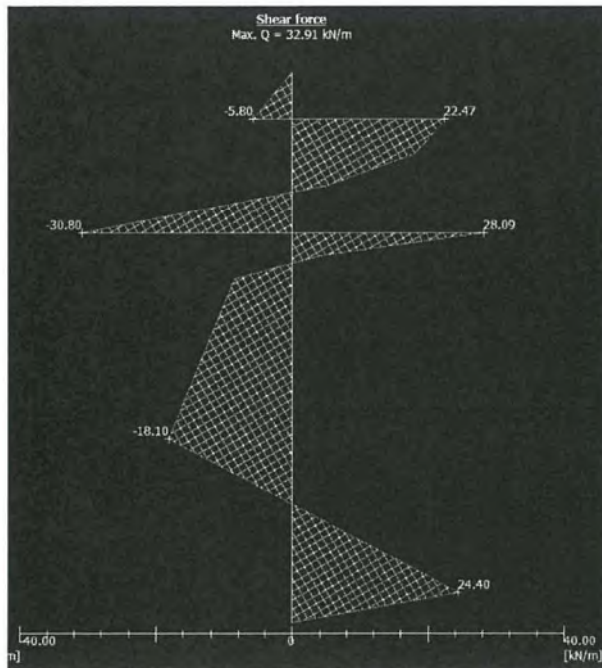 Shear force
Max. Q = 32.91 kN/m
-5.80
22.47
-30.80
28.09
-18.10
24.40
-40.00
0
40.00
m]
[kN/m]